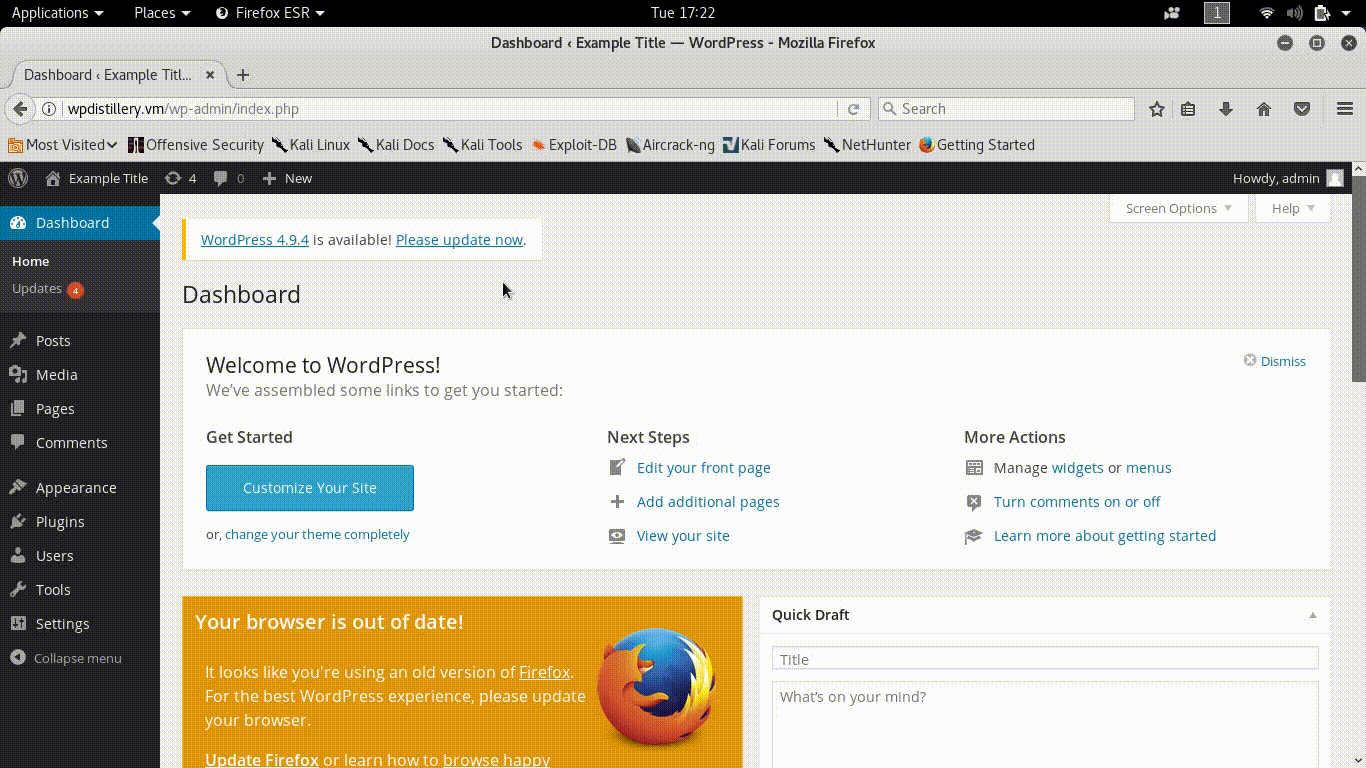 Applications Places Firefox ESR Tue 17:22 1
Dashboard ‹ Example Title — WordPress - Mozilla Firefox
Dashboard ‹ Example Titl...
wpdistillery.vm/wp-admin/index.php Search
Most Visited Offensive Security Kali Linux Kali Docs Kali Tools Exploit-DB Aircrack-ng Kali Forums NetHunter Getting Started
Example Title 4 0 New Howdy, admin
Screen Options Help
Dashboard
Home
Updates 4
Posts
Media
Pages
Comments
Appearance
Plugins
Users
Tools
Settings
Collapse menu
WordPress 4.9.4 is available! Please update now.
Dashboard
Welcome to WordPress!
Dismiss
We've assembled some links to get you started:
Get Started
Customize Your Site
or, change your theme completely
Next Steps
Edit your front page
Add additional pages
View your site
More Actions
Manage widgets or menus
Turn comments on or off
Learn more about getting started
Your browser is out of date!
It looks like you're using an old version of Firefox.
For the best WordPress experience, please update
your browser.
Update Firefox or learn how to browse happy
Quick Draft
Title
What's on your mind?